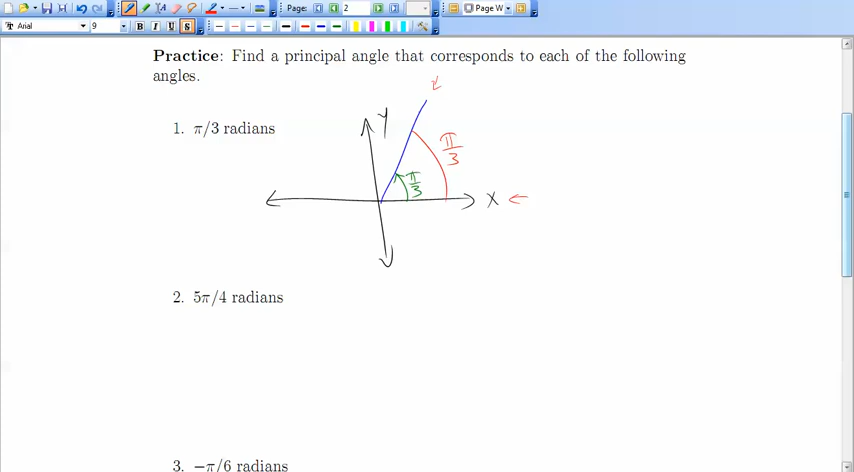 Page: 2 Page W
Arial 9 B I U S
Practice: Find a principal angle that corresponds to each of the following
angles.
y
1. π/3 radians
π/3
π/3
x
2. 5π/4 radians
3. −π/6 radians